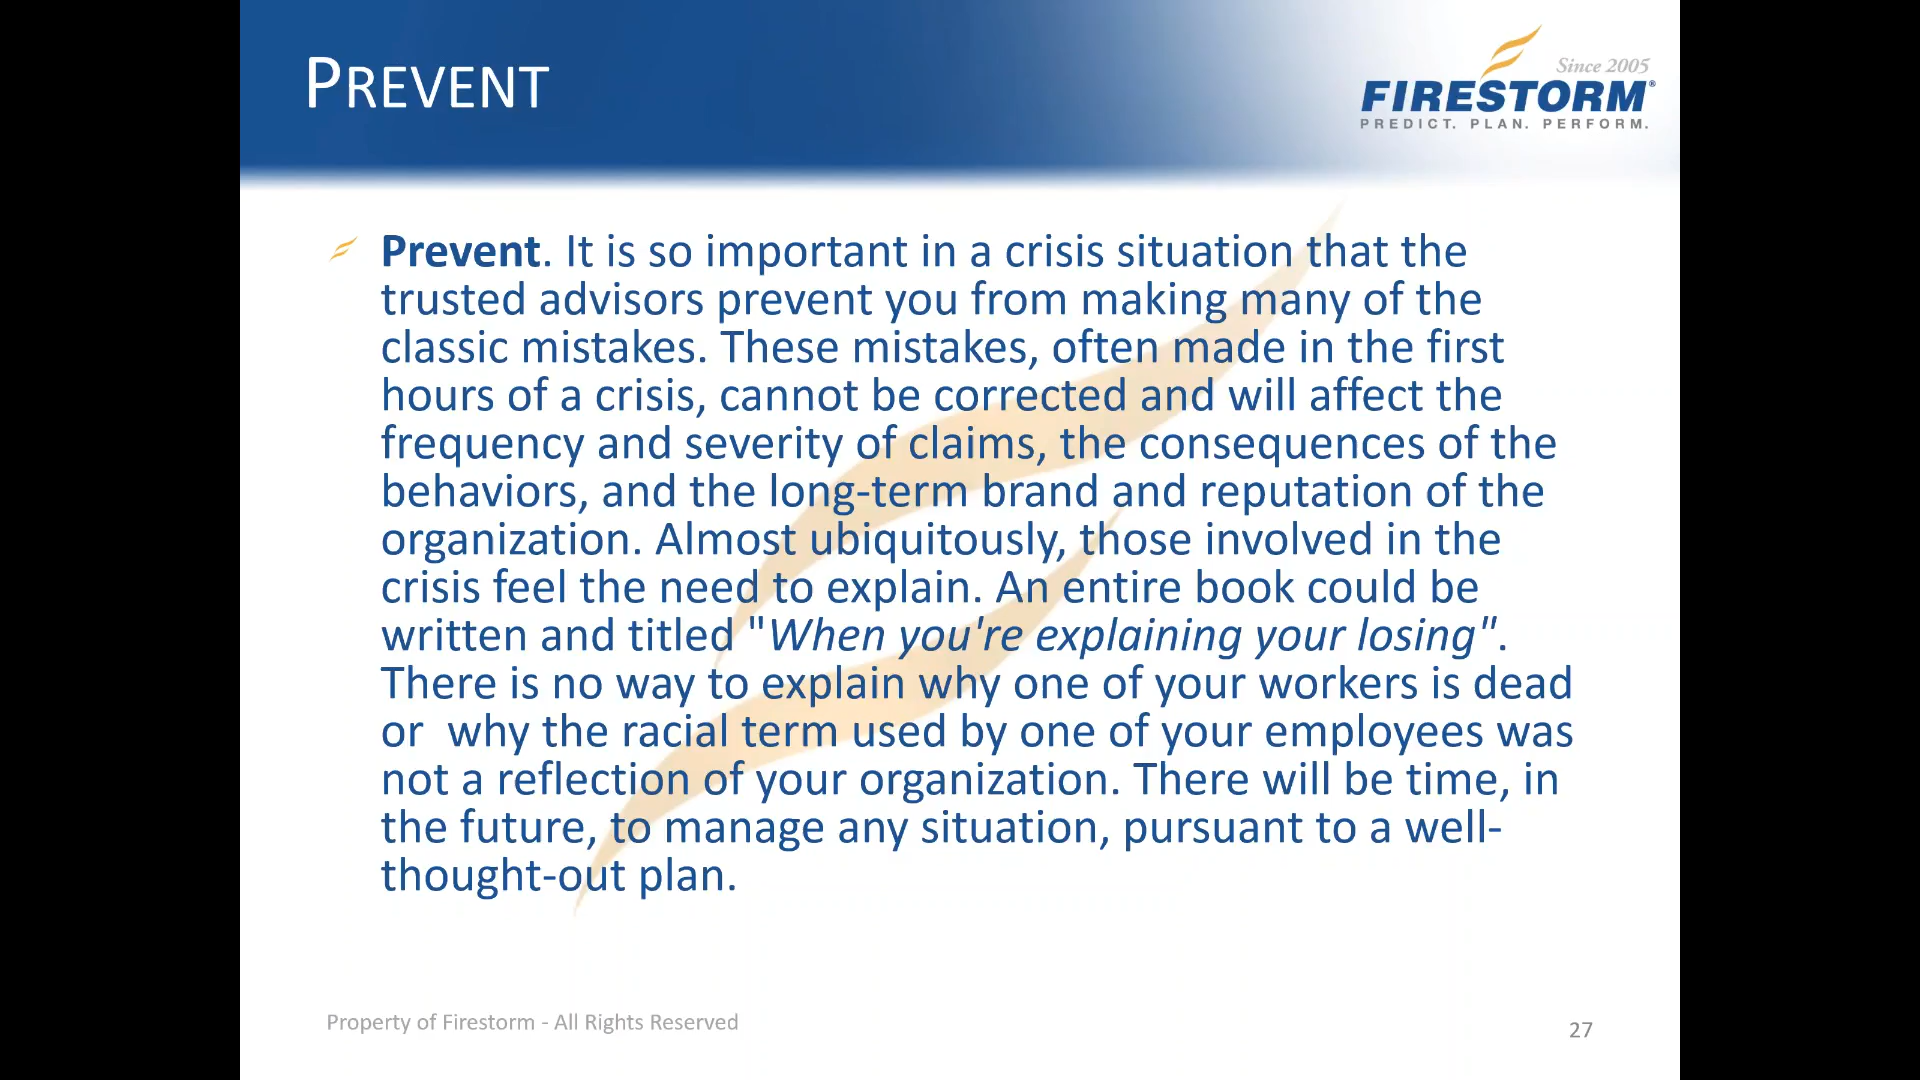 PREVENT
Since 2005
FIRESTORM®
PREDICT. PLAN. PERFORM.
Prevent. It is so important in a crisis situation that the
trusted advisors prevent you from making many of the
classic mistakes. These mistakes, often made in the first
hours of a crisis, cannot be corrected and will affect the
frequency and severity of claims, the consequences of the
behaviors, and the long-term brand and reputation of the
organization. Almost ubiquitously, those involved in the
crisis feel the need to explain. An entire book could be
written and titled "When you're explaining your losing".
There is no way to explain why one of your workers is dead
or  why the racial term used by one of your employees was
not a reflection of your organization. There will be time, in
the future, to manage any situation, pursuant to a well-
thought-out plan.
Property of Firestorm - All Rights Reserved
27